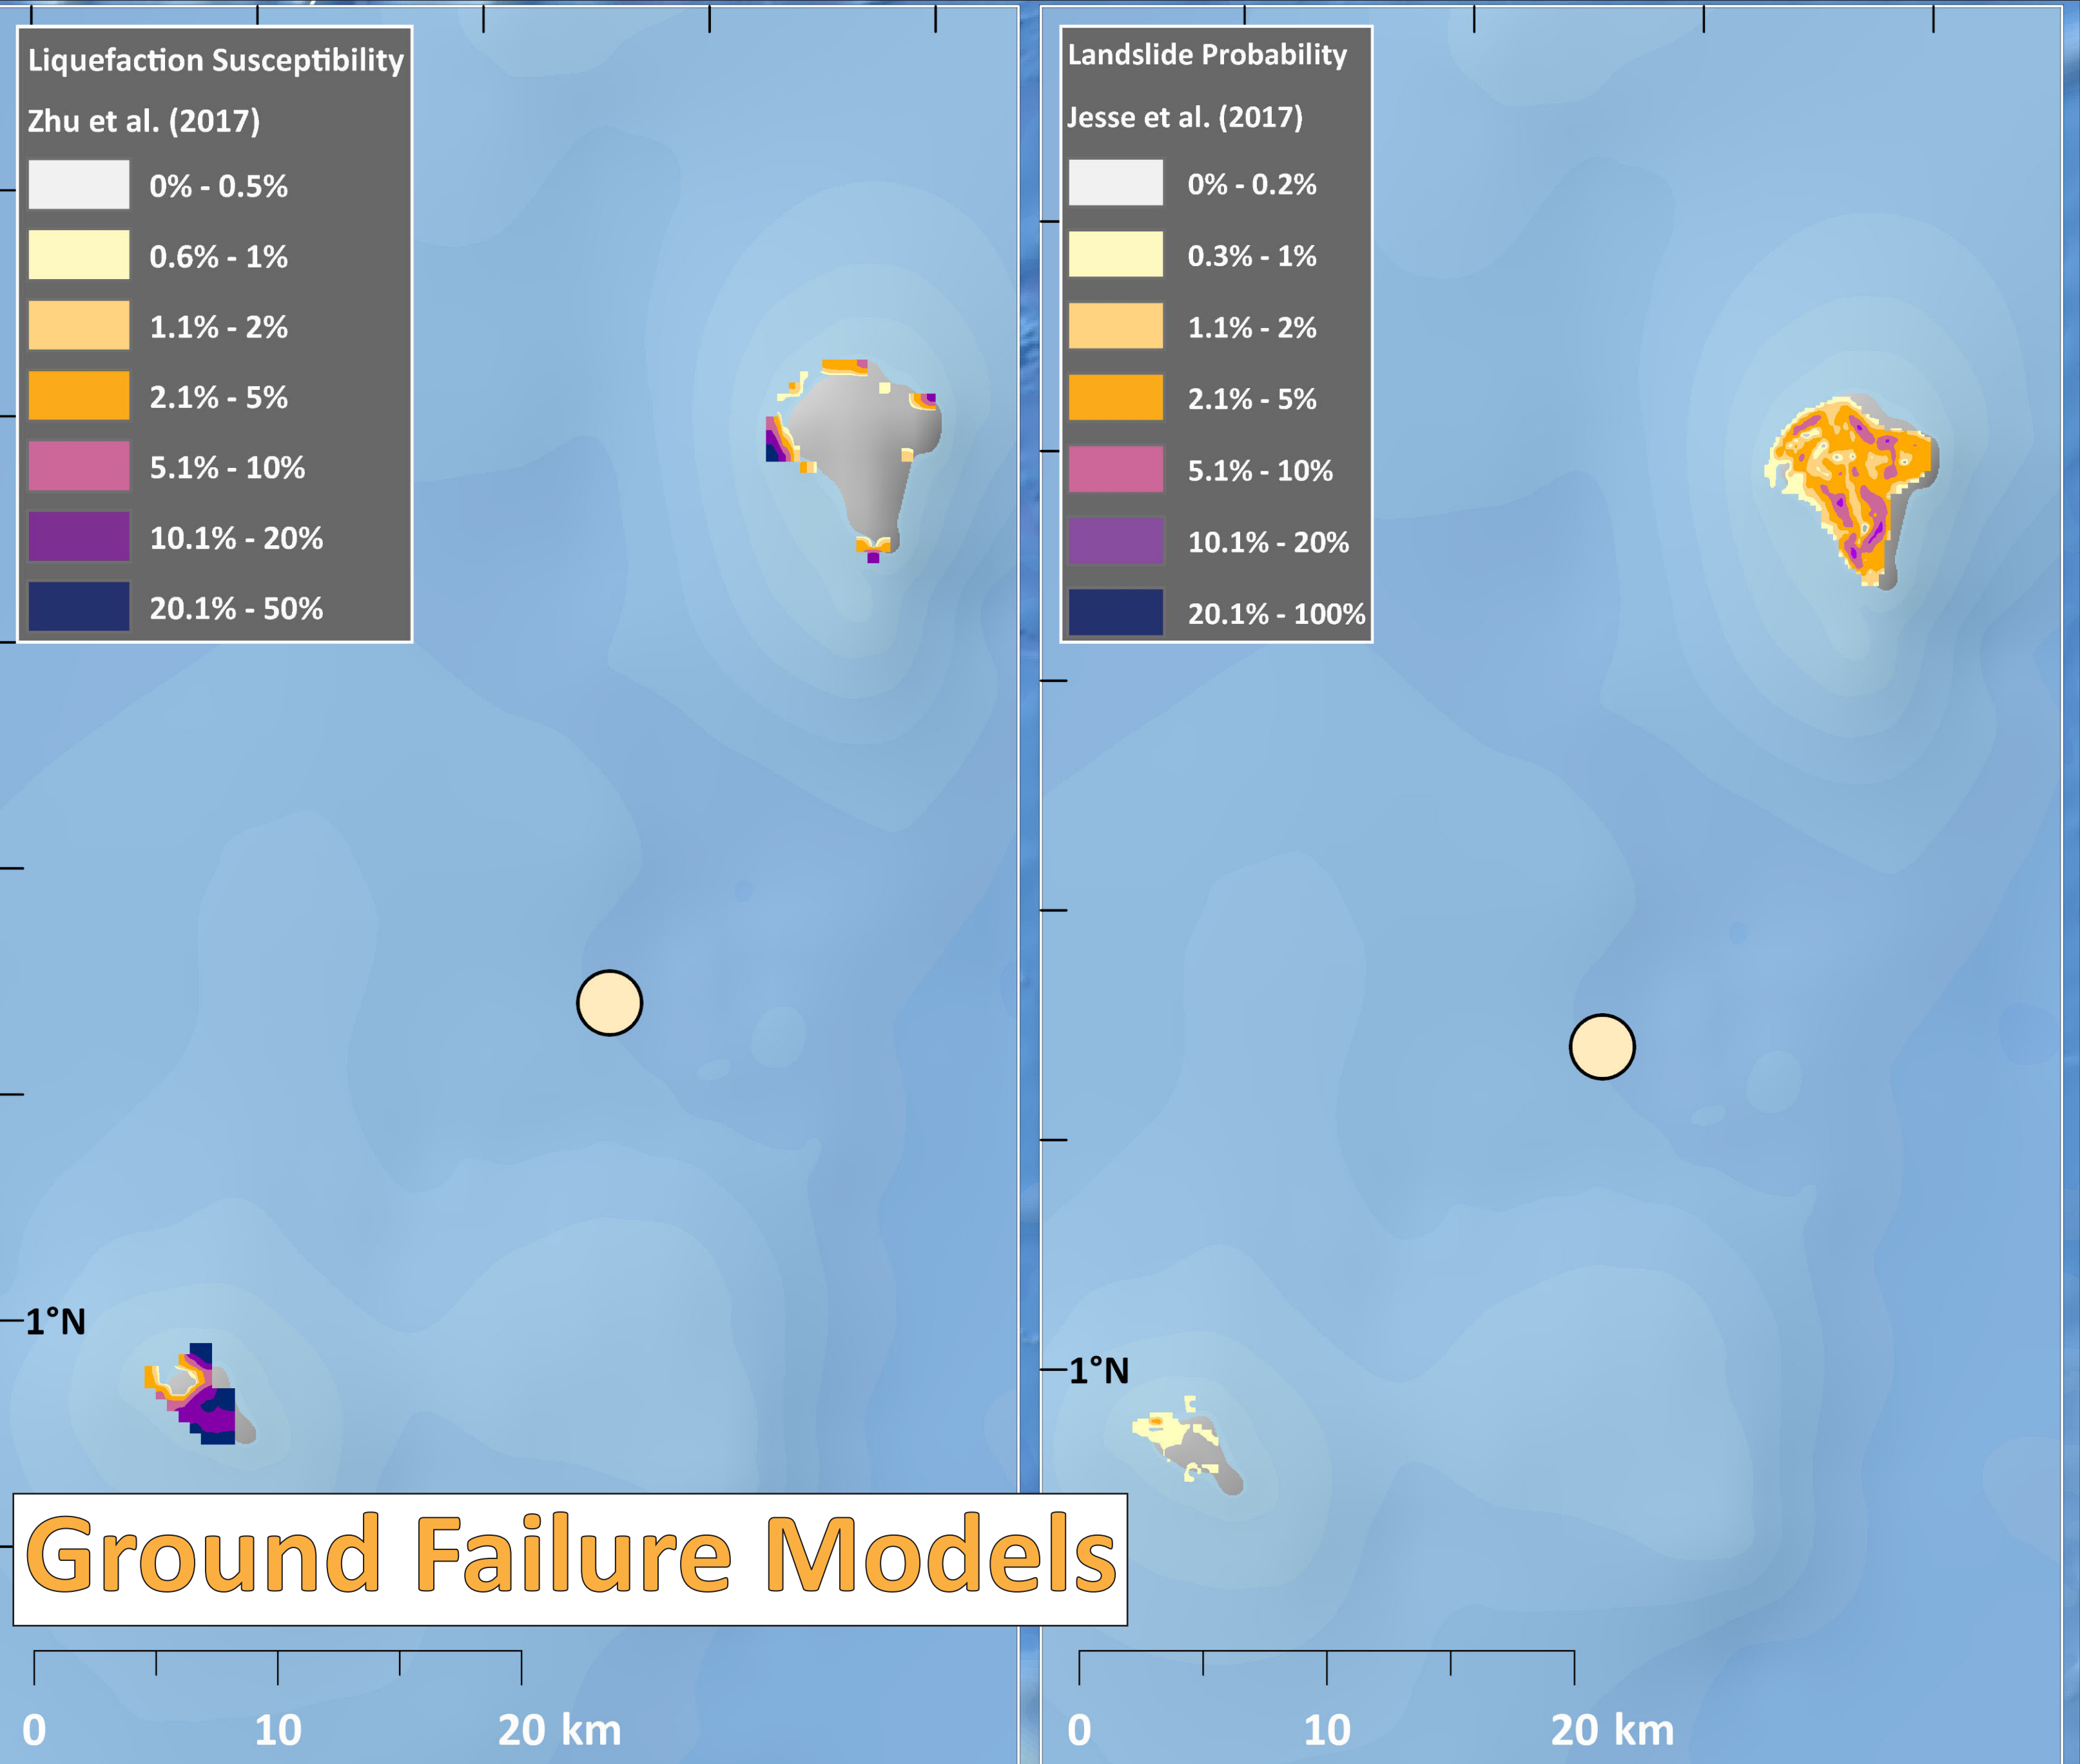 Liquefaction Susceptibility
Zhu et al. (2017)
0% - 0.5%
0.6% - 1%
1.1% - 2%
2.1% - 5%
5.1% - 10%
10.1% - 20%
20.1% - 50%
1°N
Landslide Probability
Jesse et al. (2017)
0% - 0.2%
0.3% - 1%
1.1% - 2%
2.1% - 5%
5.1% - 10%
10.1% - 20%
20.1% - 100%
1°N
Ground Failure Models
0 10 20 km
0 10 20 km